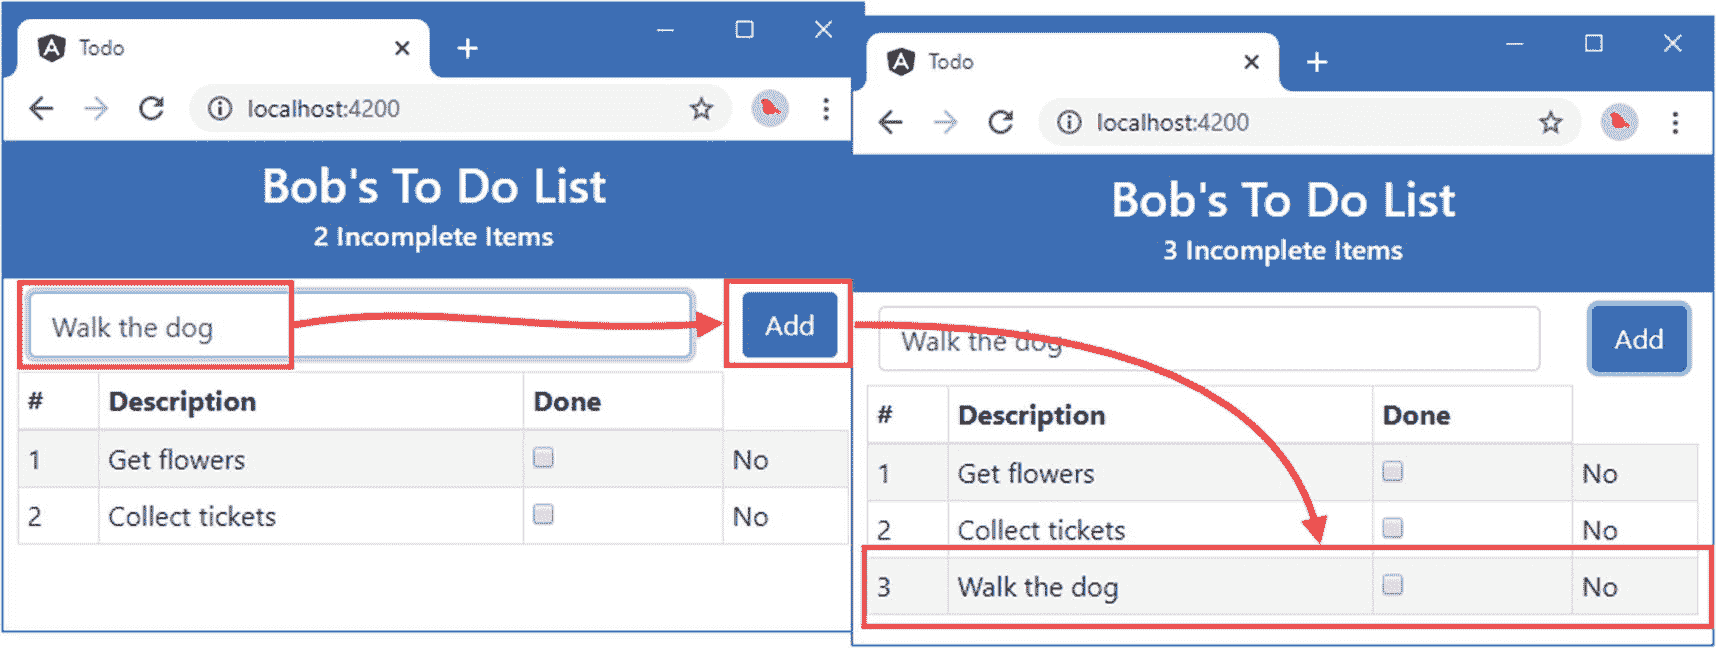 Todo
localhost:4200
Bob's To Do List
2 Incomplete Items
Walk the dog
Add
# Description Done
1 Get flowers No
2 Collect tickets No
Todo
localhost:4200
Bob's To Do List
3 Incomplete Items
Walk the dog
Add
# Description Done
1 Get flowers No
2 Collect tickets No
3 Walk the dog No